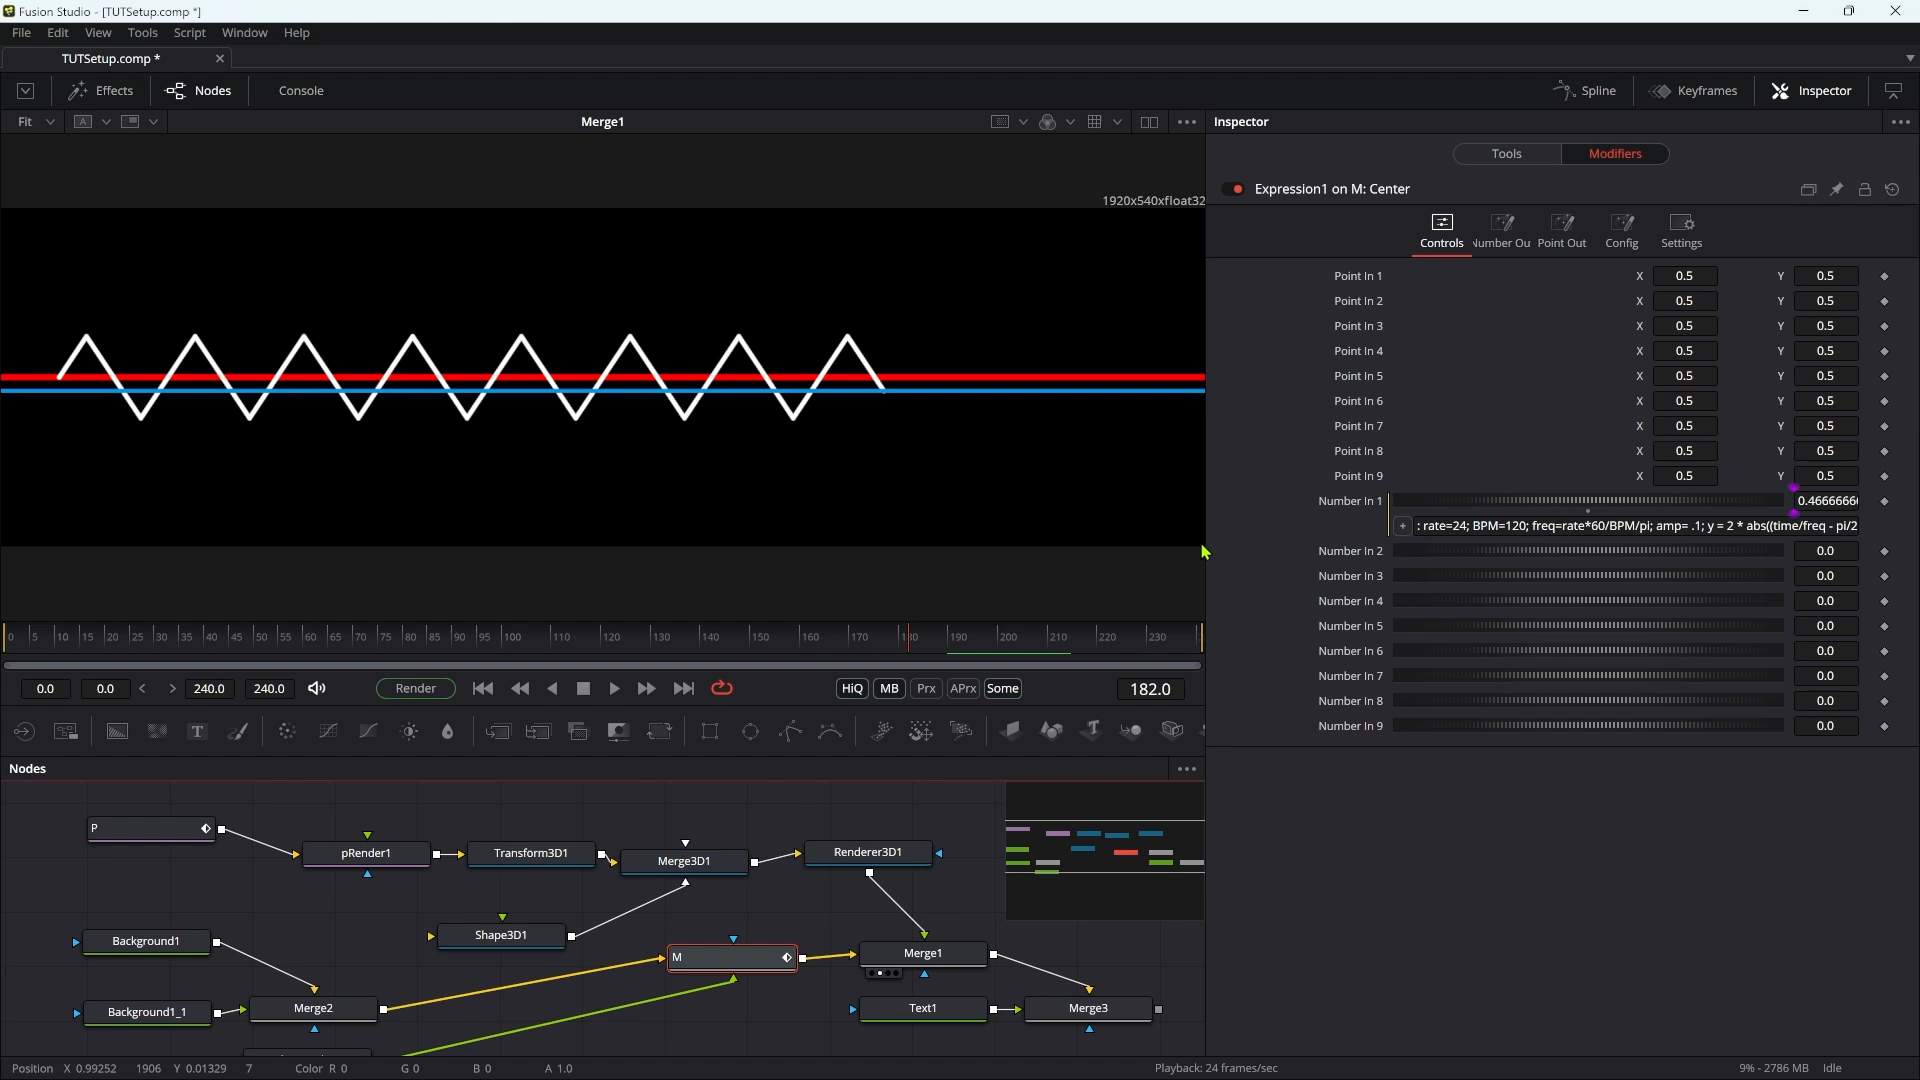 Fusion Studio - [TUTSetup.comp *]
File Edit View Tools Script Window Help
TUTSetup.comp *
Effects Nodes Console Spline Keyframes Inspector
Fit A Merge1 Inspector
Tools Modifiers
Expression1 on M: Center
1920x540xfloat32
Controls Number Ou Point Out Config Settings
Point In 1 X 0.5 Y 0.5
Point In 2 X 0.5 Y 0.5
Point In 3 X 0.5 Y 0.5
Point In 4 X 0.5 Y 0.5
Point In 5 X 0.5 Y 0.5
Point In 6 X 0.5 Y 0.5
Point In 7 X 0.5 Y 0.5
Point In 8 X 0.5 Y 0.5
Point In 9 X 0.5 Y 0.5
Number In 1 0.4666666
+ : rate=24; BPM=120; freq=rate*60/BPM/pi; amp= .1; y = 2 * abs((time/freq - pi/2
Number In 2 0.0
Number In 3 0.0
Number In 4 0.0
Number In 5 0.0
Number In 6 0.0
Number In 7 0.0
Number In 8 0.0
Number In 9 0.0
0 5 10 15 20 25 30 35 40 45 50 55 60 65 70 75 80 85 90 95 100 110 120 130 140 150 160 170 180 190 200 210 220 230
0.0 0.0 < > 240.0 240.0 Render HiQ MB Prx APrx Some 182.0
Nodes
P
pRender1
Transform3D1
Merge3D1
Renderer3D1
Background1
Shape3D1
M
Merge1
Background1_1
Merge2
Text1
Merge3
Position X 0.99252 1906 Y 0.01329 7 Color R 0 G 0 B 0 A 1.0 Playback: 24 frames/sec 9% - 2786 MB Idle